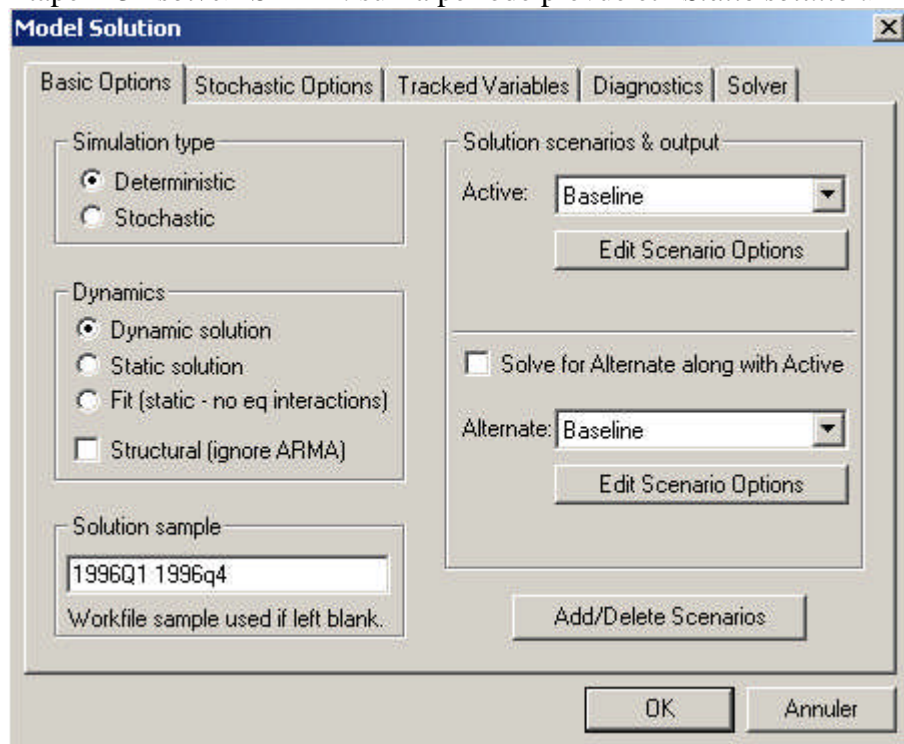 Model Solution
Basic Options
Stochastic Options
Tracked Variables
Diagnostics
Solver
Simulation type
Deterministic
Stochastic
Dynamics
Dynamic solution
Static solution
Fit (static - no eq interactions)
Structural (ignore ARMA)
Solution sample
1996Q1 1996q4
Workfile sample used if left blank.
Solution scenarios & output
Active:
Baseline
Edit Scenario Options
Solve for Alternate along with Active
Alternate:
Baseline
Edit Scenario Options
Add/Delete Scenarios
OK
Annuler